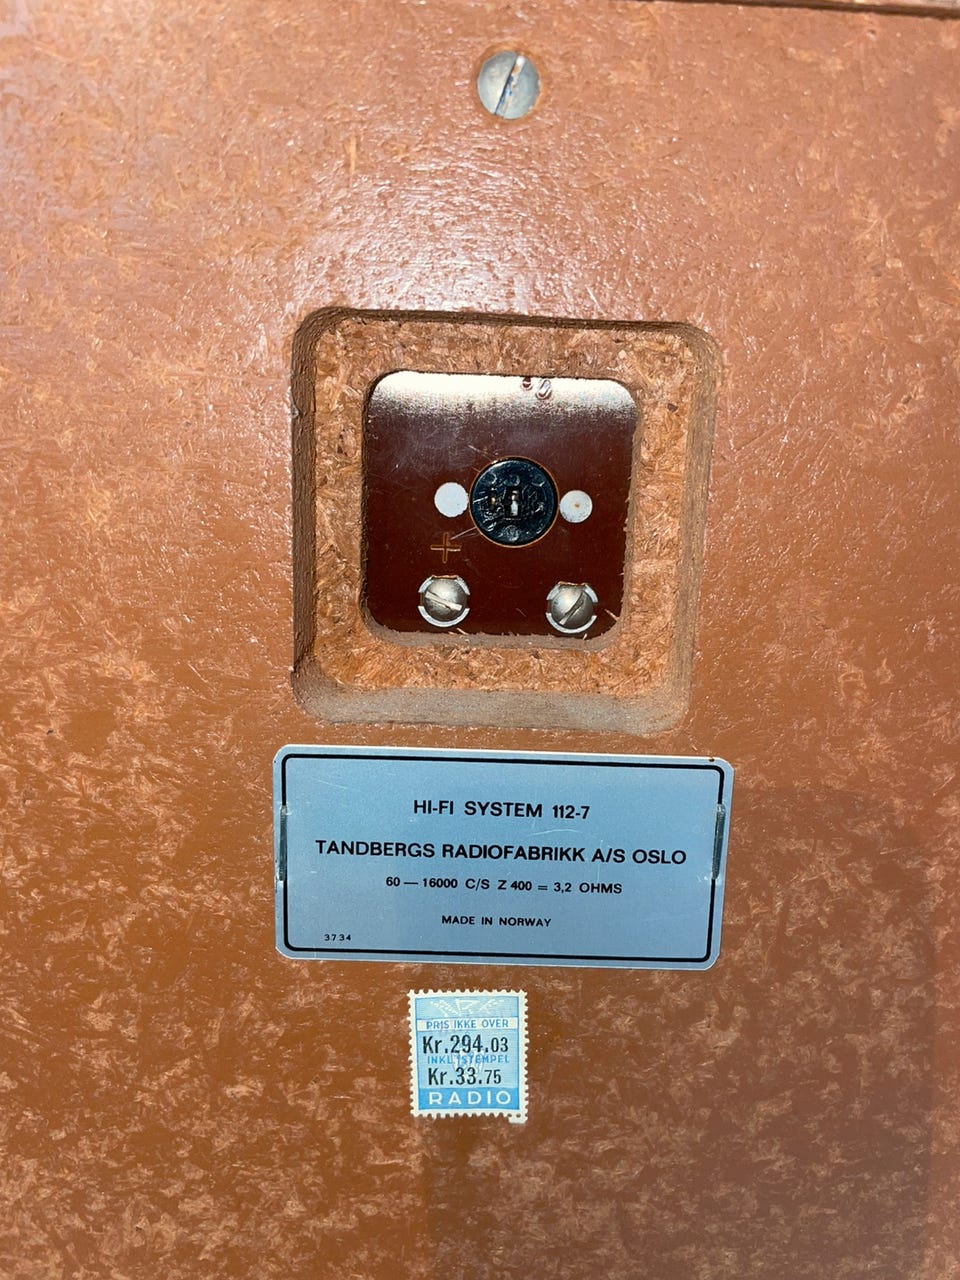 +
HI-FI SYSTEM 112-7
TANDBERGS RADIOFABRIKK A/S OSLO
60 — 16000 C/S Z 400 = 3,2 OHMS
MADE IN NORWAY
3734
PRIS IKKE OVER
Kr.294.03
INKL. STEMPEL
Kr.33.75
RADIO